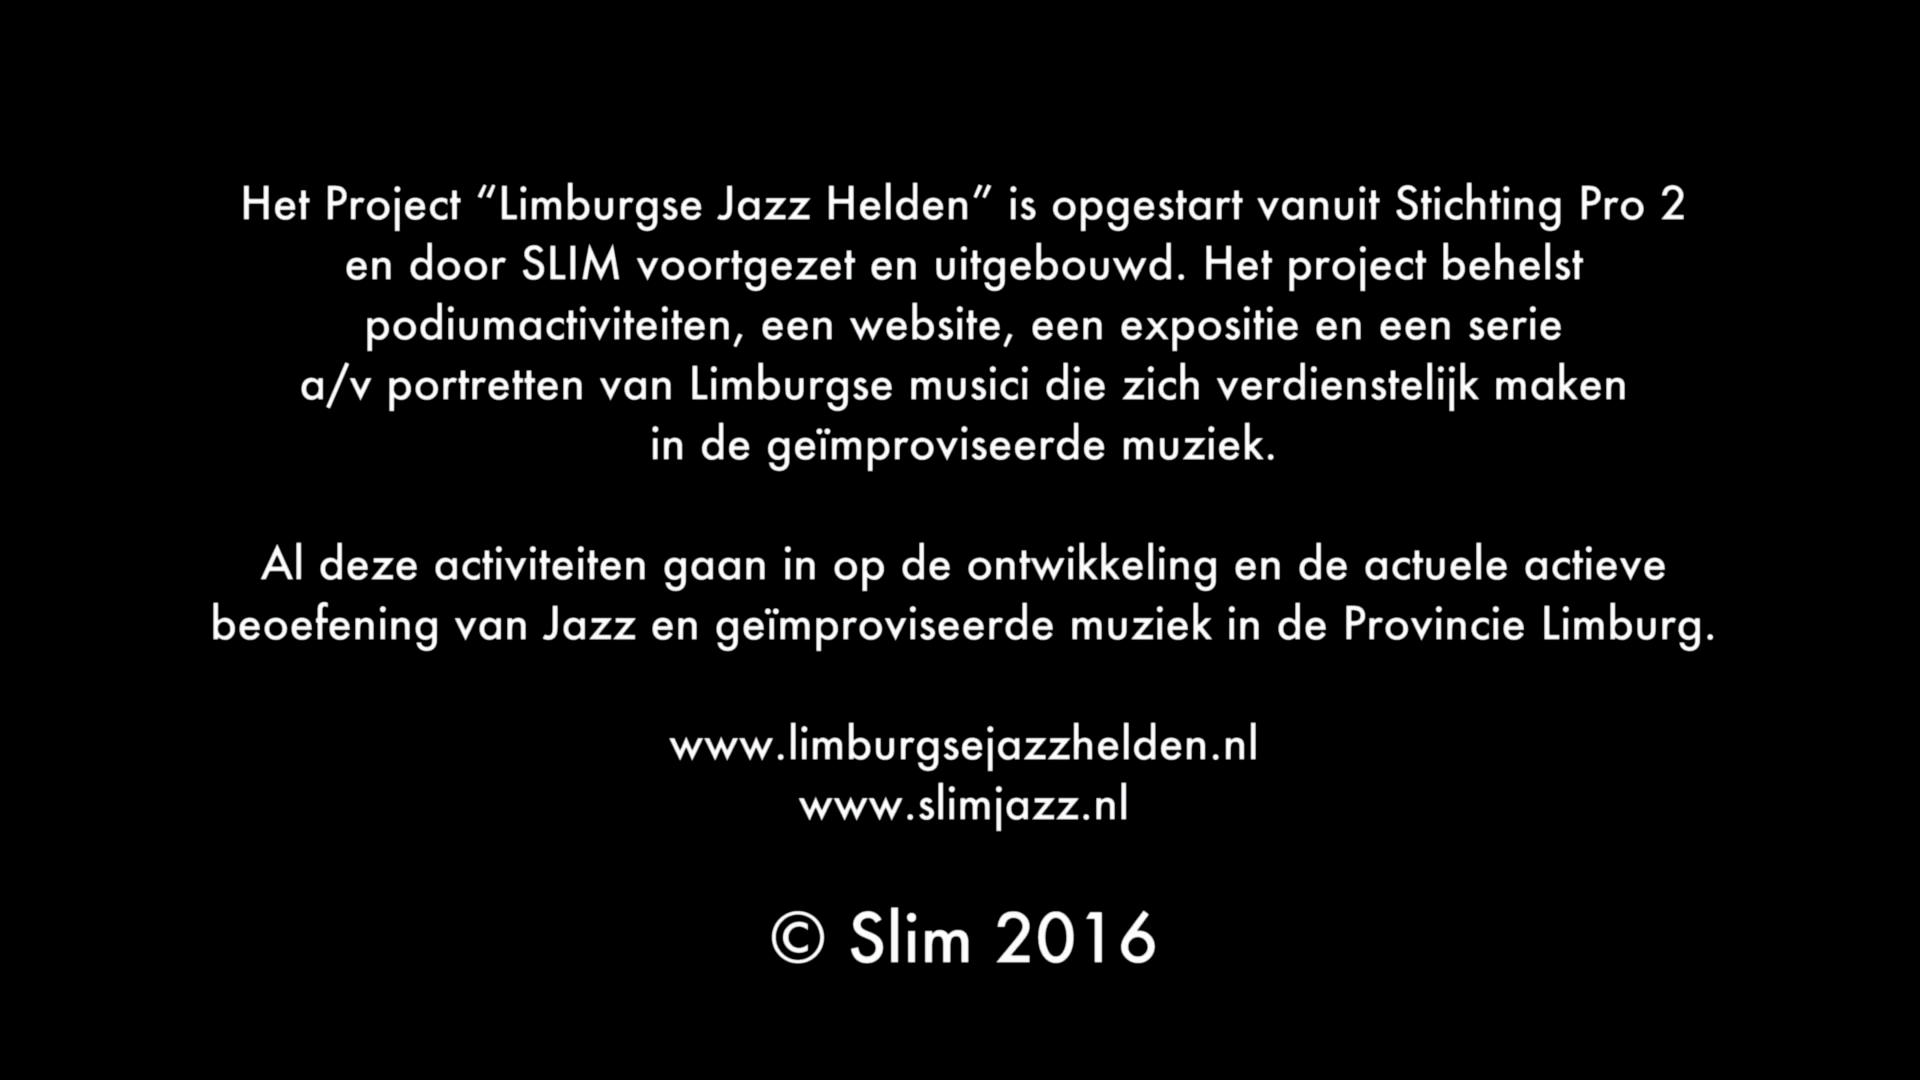 Het Project “Limburgse Jazz Helden” is opgestart vanuit Stichting Pro 2
en door SLIM voortgezet en uitgebouwd. Het project behelst
podiumactiviteiten, een website, een expositie en een serie
a/v portretten van Limburgse musici die zich verdienstelijk maken
in de geïmproviseerde muziek.
Al deze activiteiten gaan in op de ontwikkeling en de actuele actieve
beoefening van Jazz en geïmproviseerde muziek in de Provincie Limburg.
www.limburgsejazzhelden.nl
www.slimjazz.nl
© Slim 2016